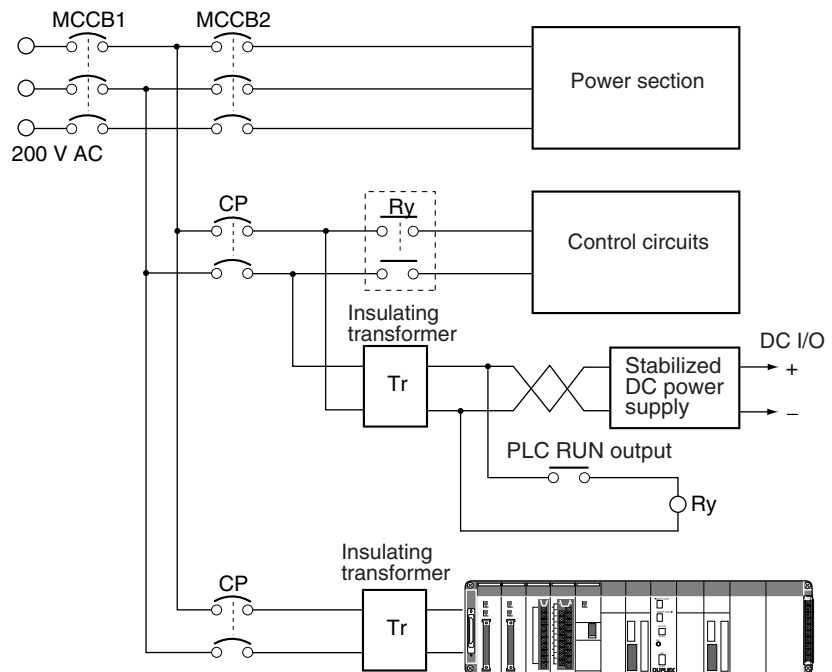 MCCB1
MCCB2
Power section
200 V AC
CP
Ry
Control circuits
Insulating
transformer
DC I/O
Tr
Stabilized
DC power
supply
+
−
PLC RUN output
Ry
Insulating
transformer
CP
Tr
DUPLEX